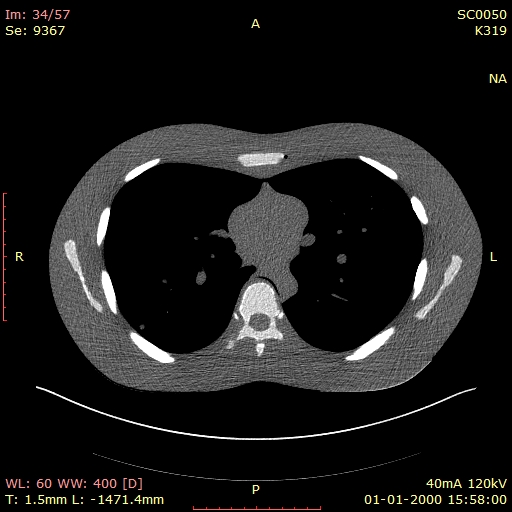 Im: 34/57
Se: 9367
A
SC0050
K319
NA
R
L
WL: 60 WW: 400 [D]
T: 1.5mm L: -1471.4mm
P
40mA 120kV
01-01-2000 15:58:00